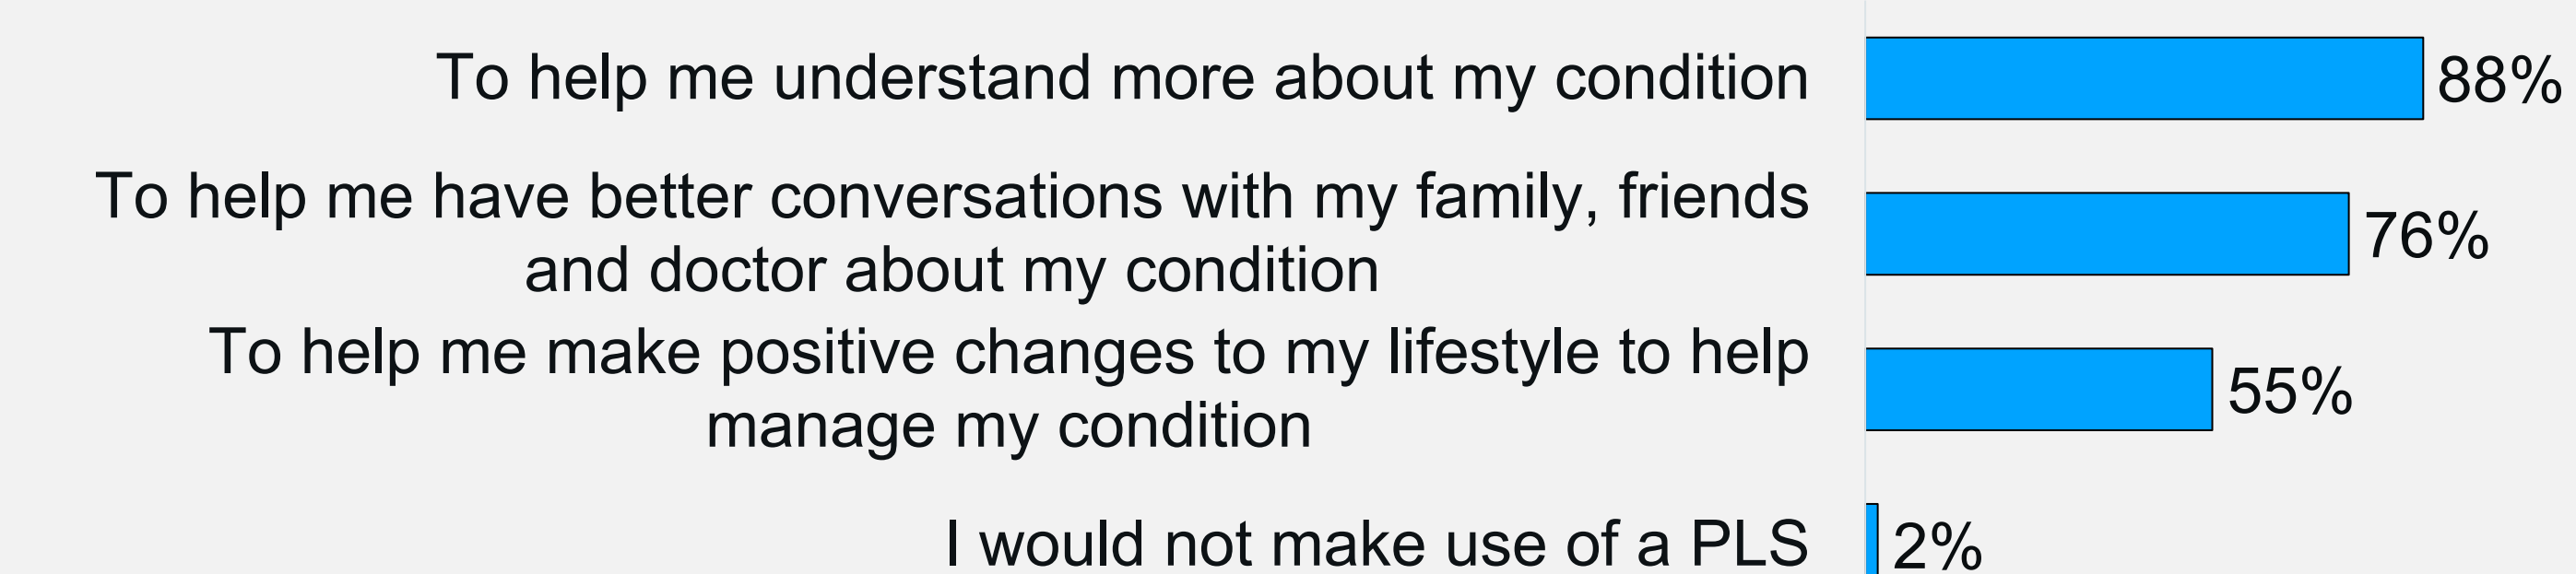 To help me understand more about my condition
88%
To help me have better conversations with my family, friends
and doctor about my condition
76%
To help me make positive changes to my lifestyle to help
manage my condition
55%
I would not make use of a PLS
2%